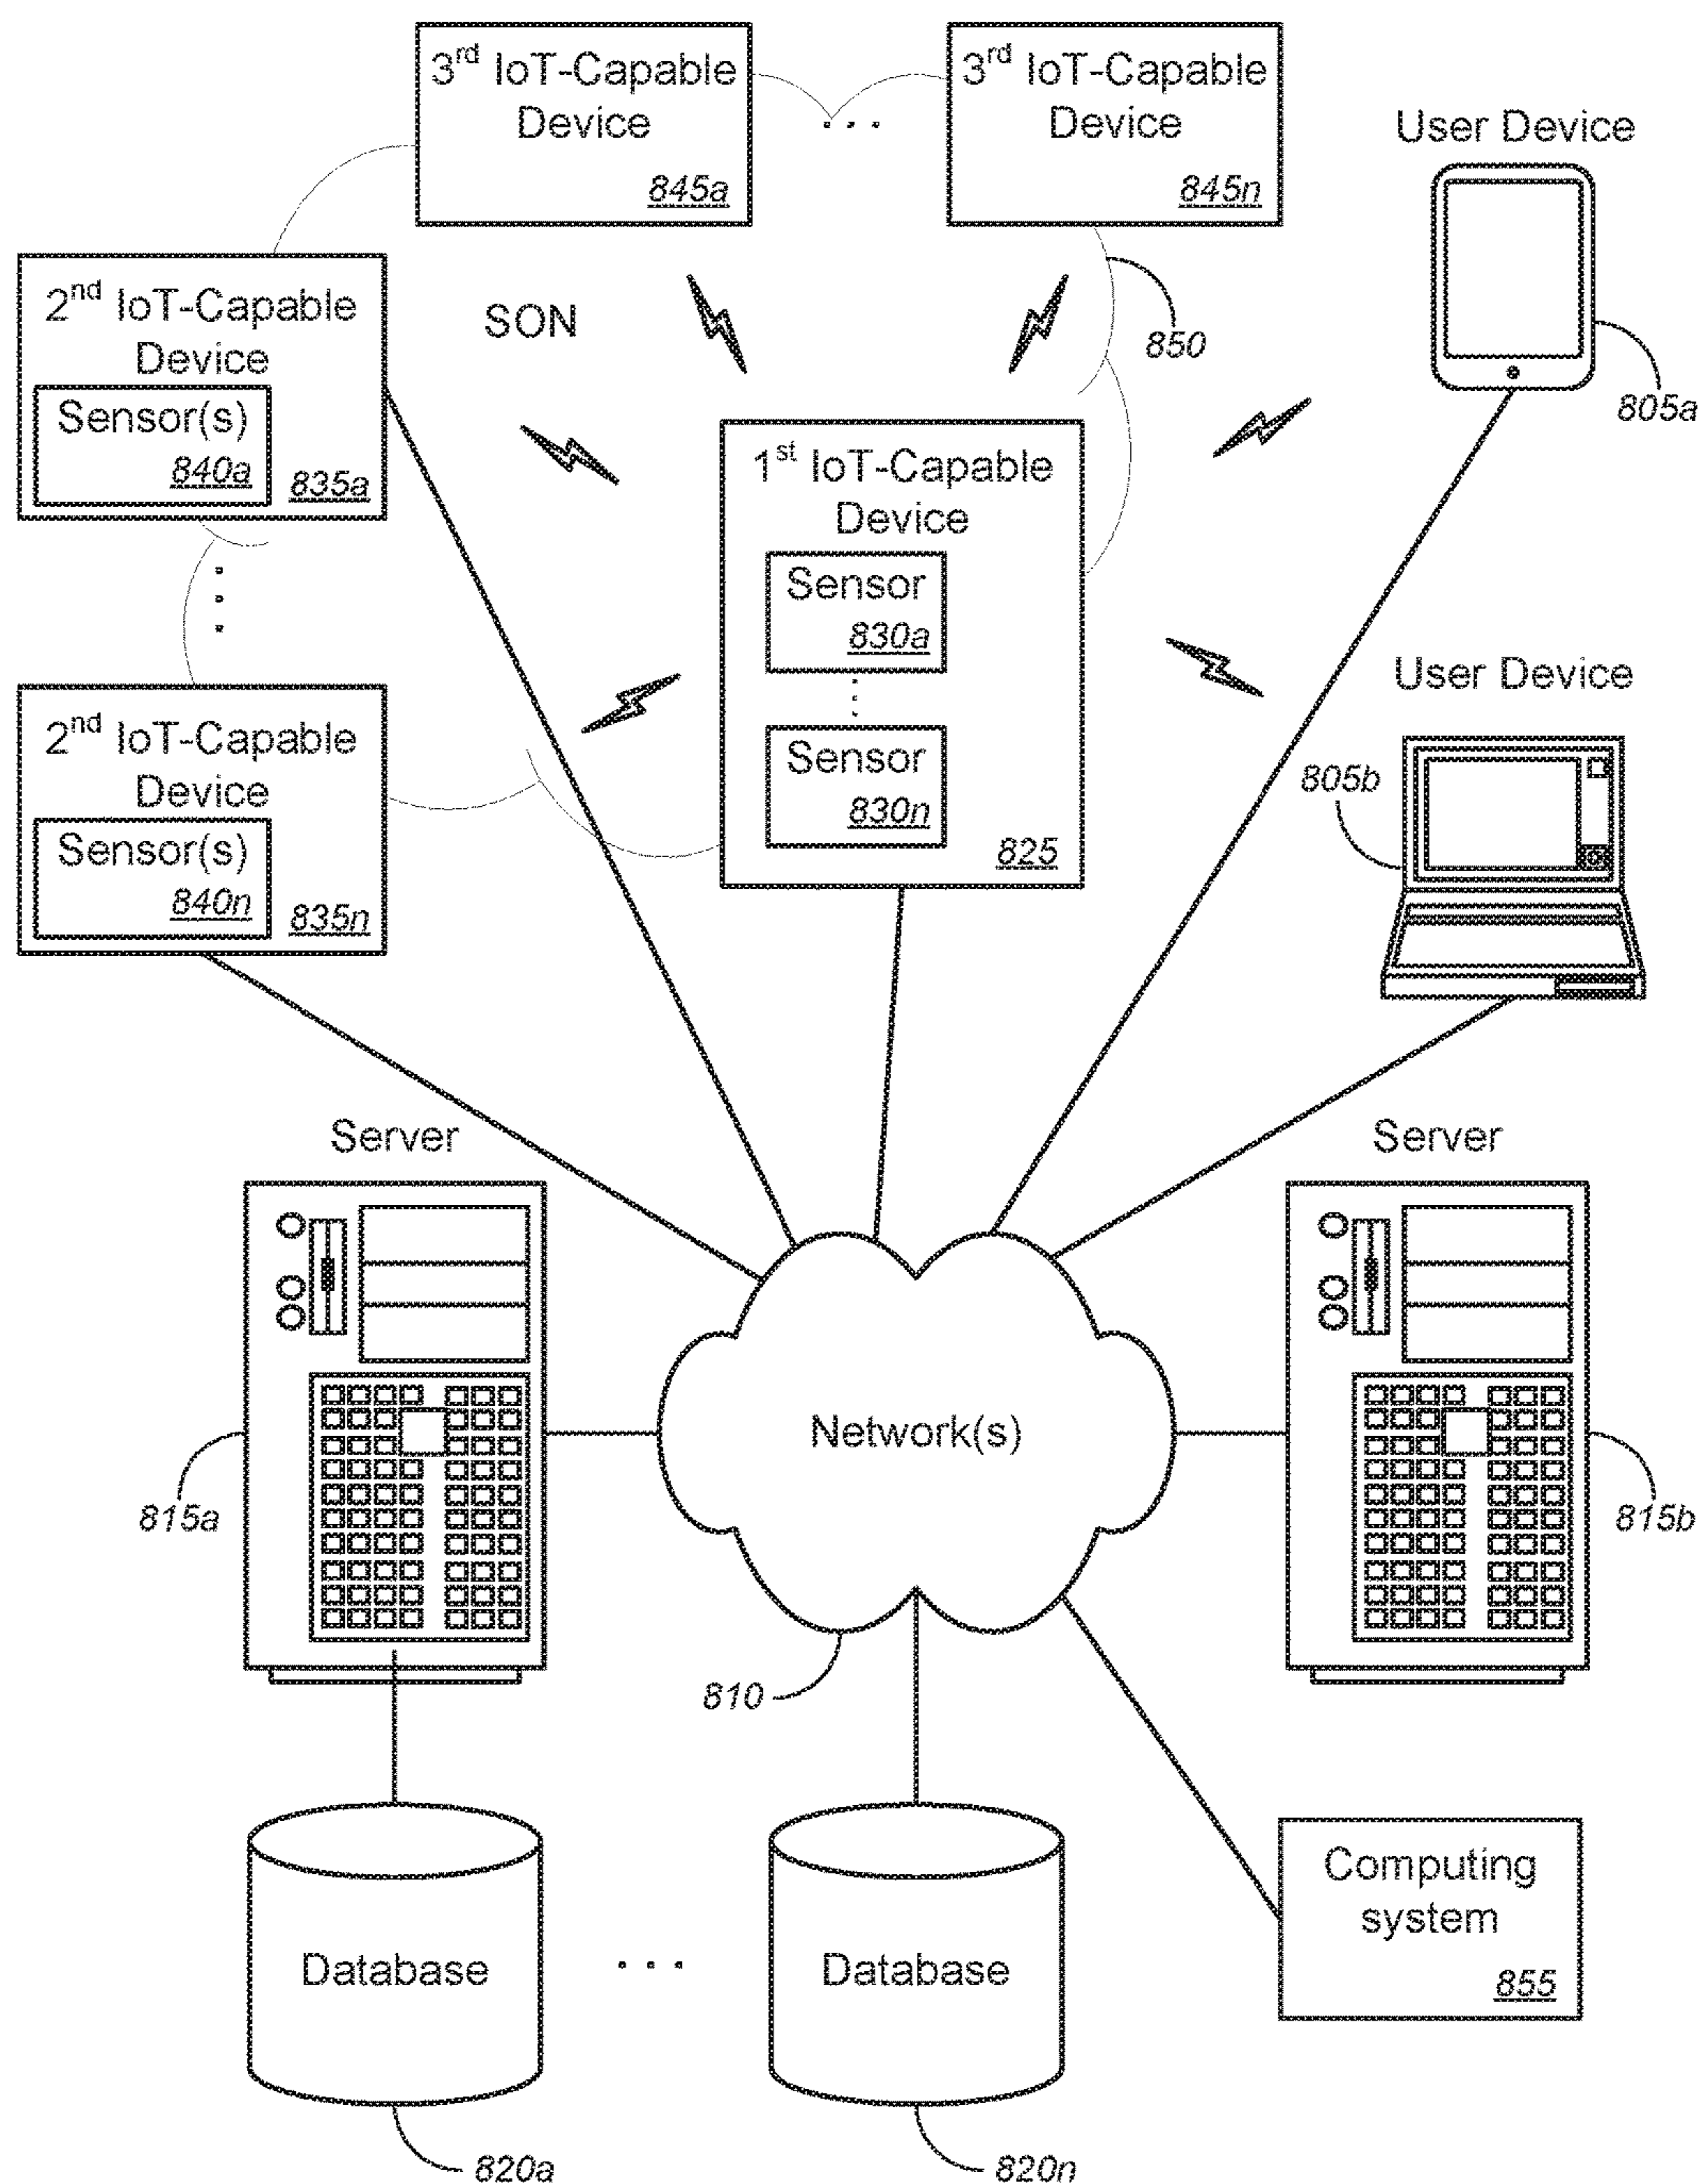 3rd IoT-Capable
Device
845a
. . .
3rd IoT-Capable
Device
845n
User Device
805a
2nd IoT-Capable
Device
Sensor(s)
840a
835a
SON
850
1st IoT-Capable
Device
Sensor
830a
Sensor
830n
825
2nd IoT-Capable
Device
Sensor(s)
840n
835n
User Device
805b
Server
815a
Server
815b
Network(s)
810
Database
820a
. . .
Database
820n
Computing
system
855